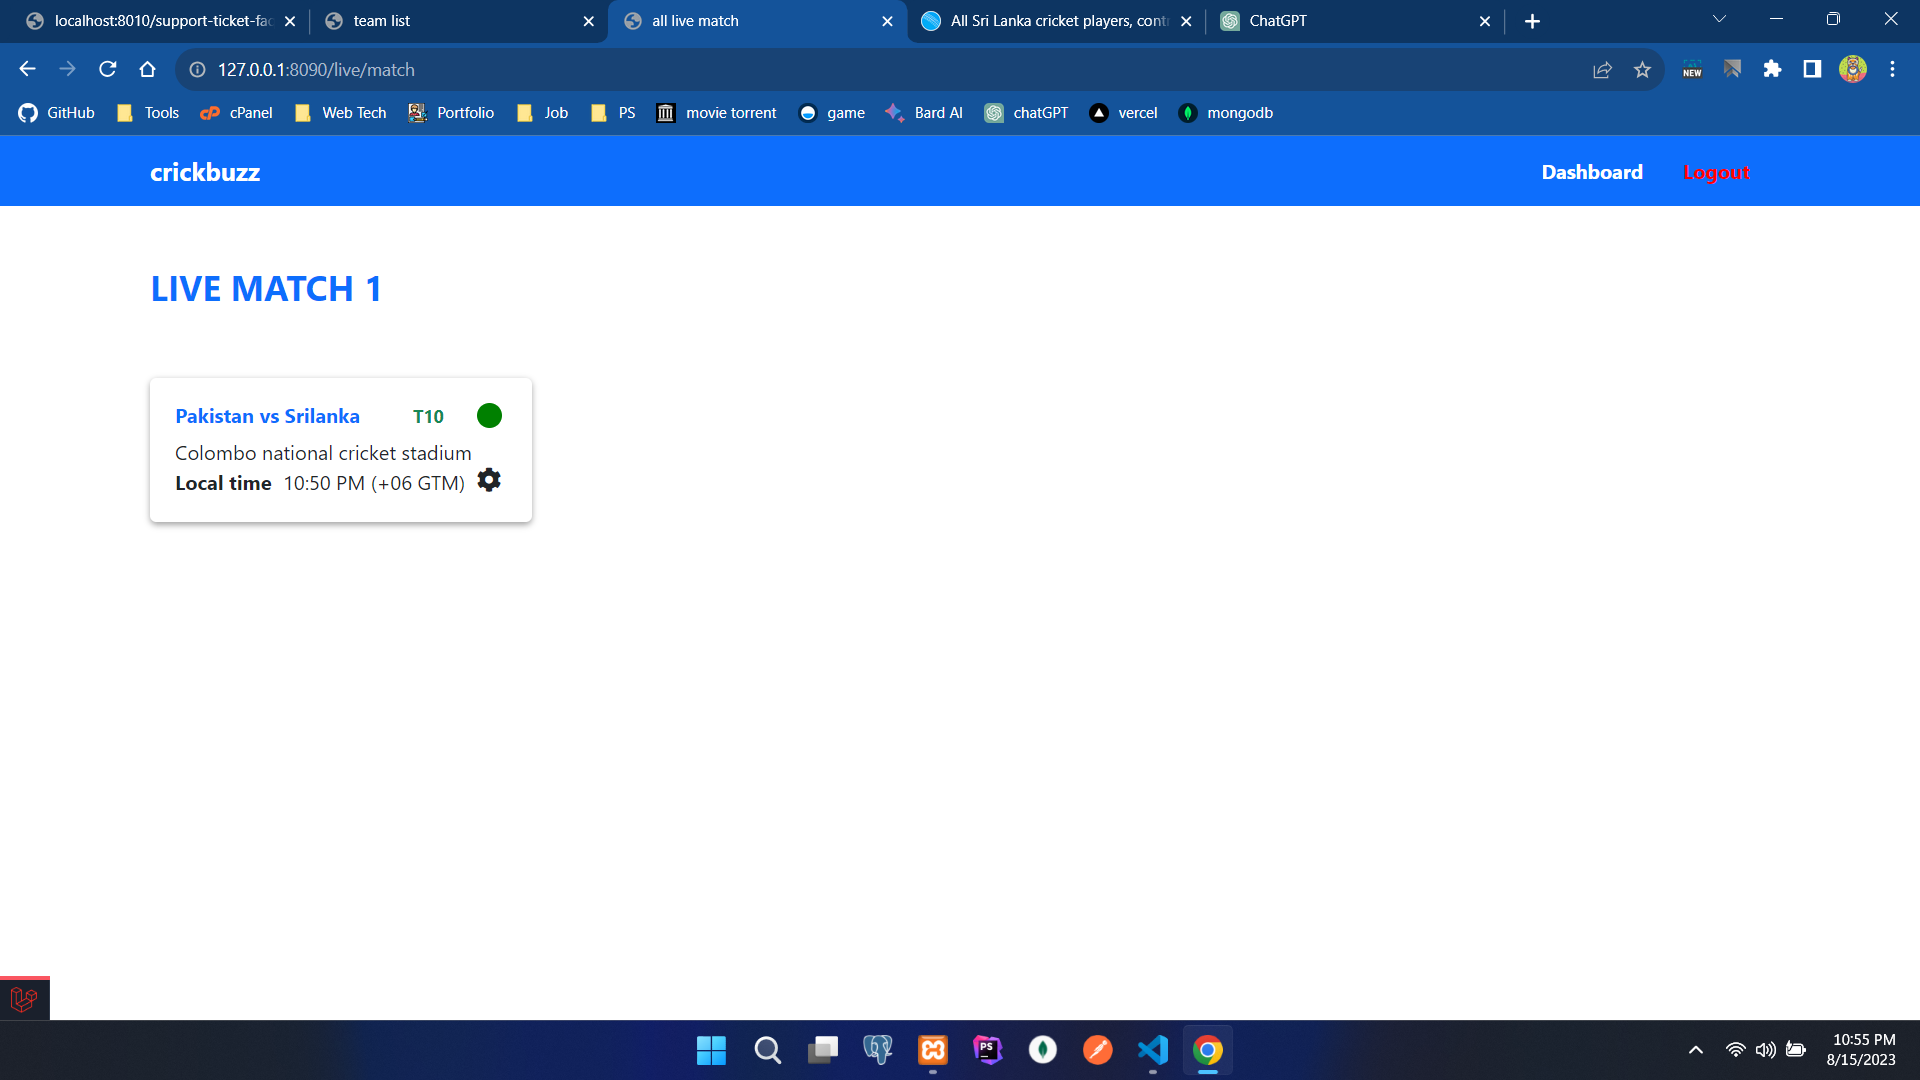 localhost:8010/support-ticket-fac
team list
all live match
All Sri Lanka cricket players, contr
ChatGPT
127.0.0.1:8090/live/match
NEW
GitHub
Tools
cPanel
Web Tech
Portfolio
Job
PS
movie torrent
game
Bard AI
chatGPT
vercel
mongodb
crickbuzz
Dashboard
Logout
LIVE MATCH 1
Pakistan vs Srilanka
T10
Colombo national cricket stadium
Local time 10:50 PM (+06 GTM)
PS
10:55 PM
8/15/2023